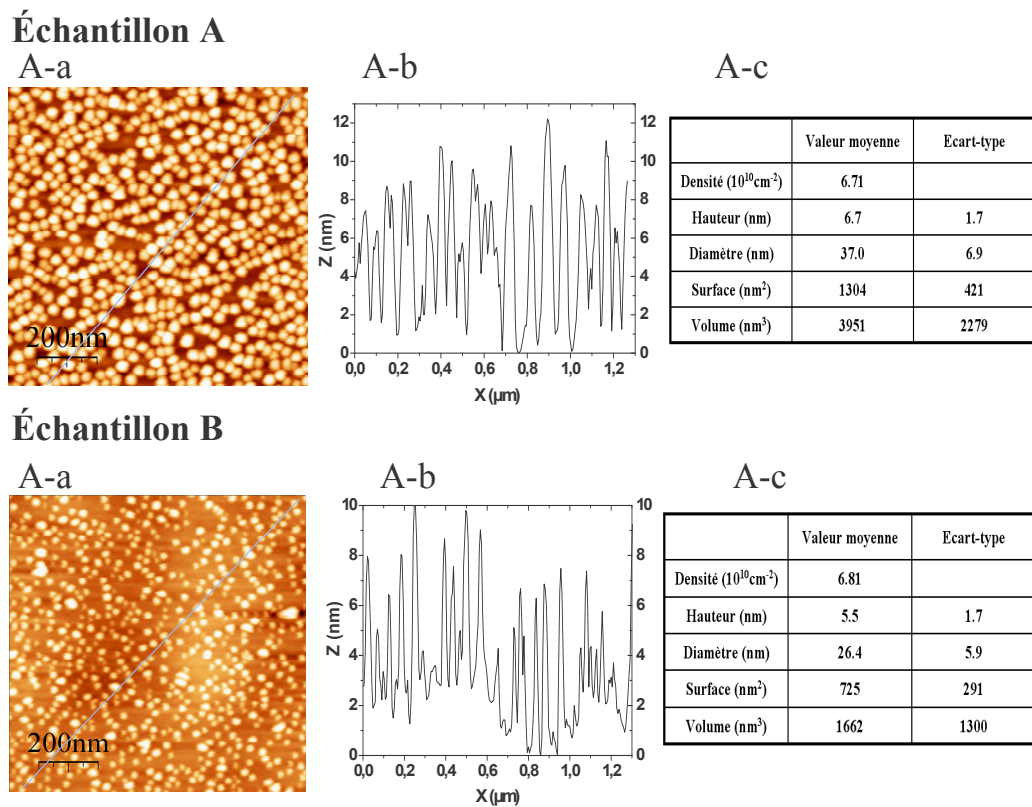 Échantillon A
A-a A-b A-c
200nm
Z (nm)
12 12
10 10
8 8
6 6
4 4
2 2
0 0
0,0 0,2 0,4 0,6 0,8 1,0 1,2
X (µm)
Valeur moyenne Ecart-type
Densité (10¹⁰cm⁻²) 6.71
Hauteur (nm) 6.7 1.7
Diamètre (nm) 37.0 6.9
Surface (nm²) 1304 421
Volume (nm³) 3951 2279
Échantillon B
A-a A-b A-c
200nm
Z (nm)
10 10
8 8
6 6
4 4
2 2
0 0
0,0 0,2 0,4 0,6 0,8 1,0 1,2
X (µm)
Valeur moyenne Ecart-type
Densité (10¹⁰cm⁻²) 6.81
Hauteur (nm) 5.5 1.7
Diamètre (nm) 26.4 5.9
Surface (nm²) 725 291
Volume (nm³) 1662 1300